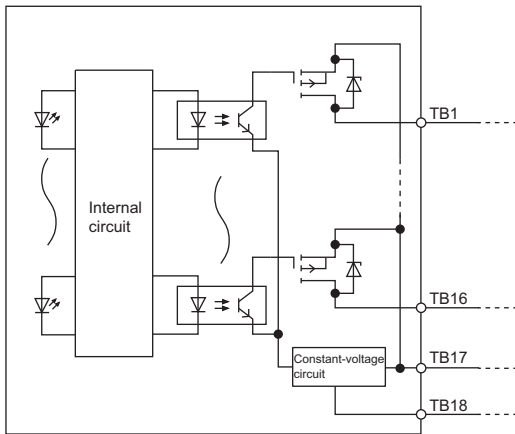 TB1
Internal
circuit
TB16
Constant-voltage
circuit
TB17
TB18